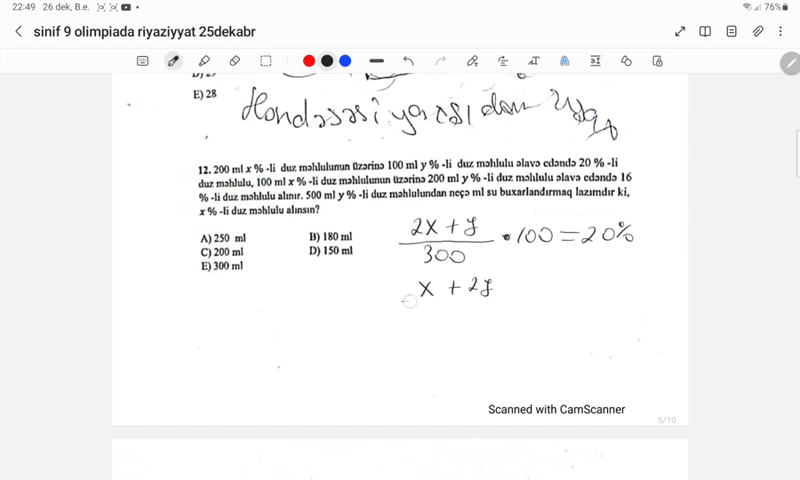 22:49 26 dek, B.e. 76%
sinif 9 olimpiada riyaziyyat 25dekabr
E) 28
Hondəsəsi yarısı dən
12. 200 ml x % -li duz məhlulunun üzərinə 100 ml y % -li duz məhlulu əlavə edəndə 20 % -li
duz məhlulu, 100 ml x % -li duz məhlulunun üzərinə 200 ml y % -li duz məhlulu əlavə edəndə 16
% -li duz məhlulu alınır. 500 ml y % -li duz məhlulundan neçə ml su buxarlandırmaq lazımdır ki,
x % -li duz məhlulu alınsın?
A) 250 ml B) 180 ml
C) 200 ml D) 150 ml
E) 300 ml
2x + y
300
• 100 = 20%
x + 2y
Scanned with CamScanner
5/10